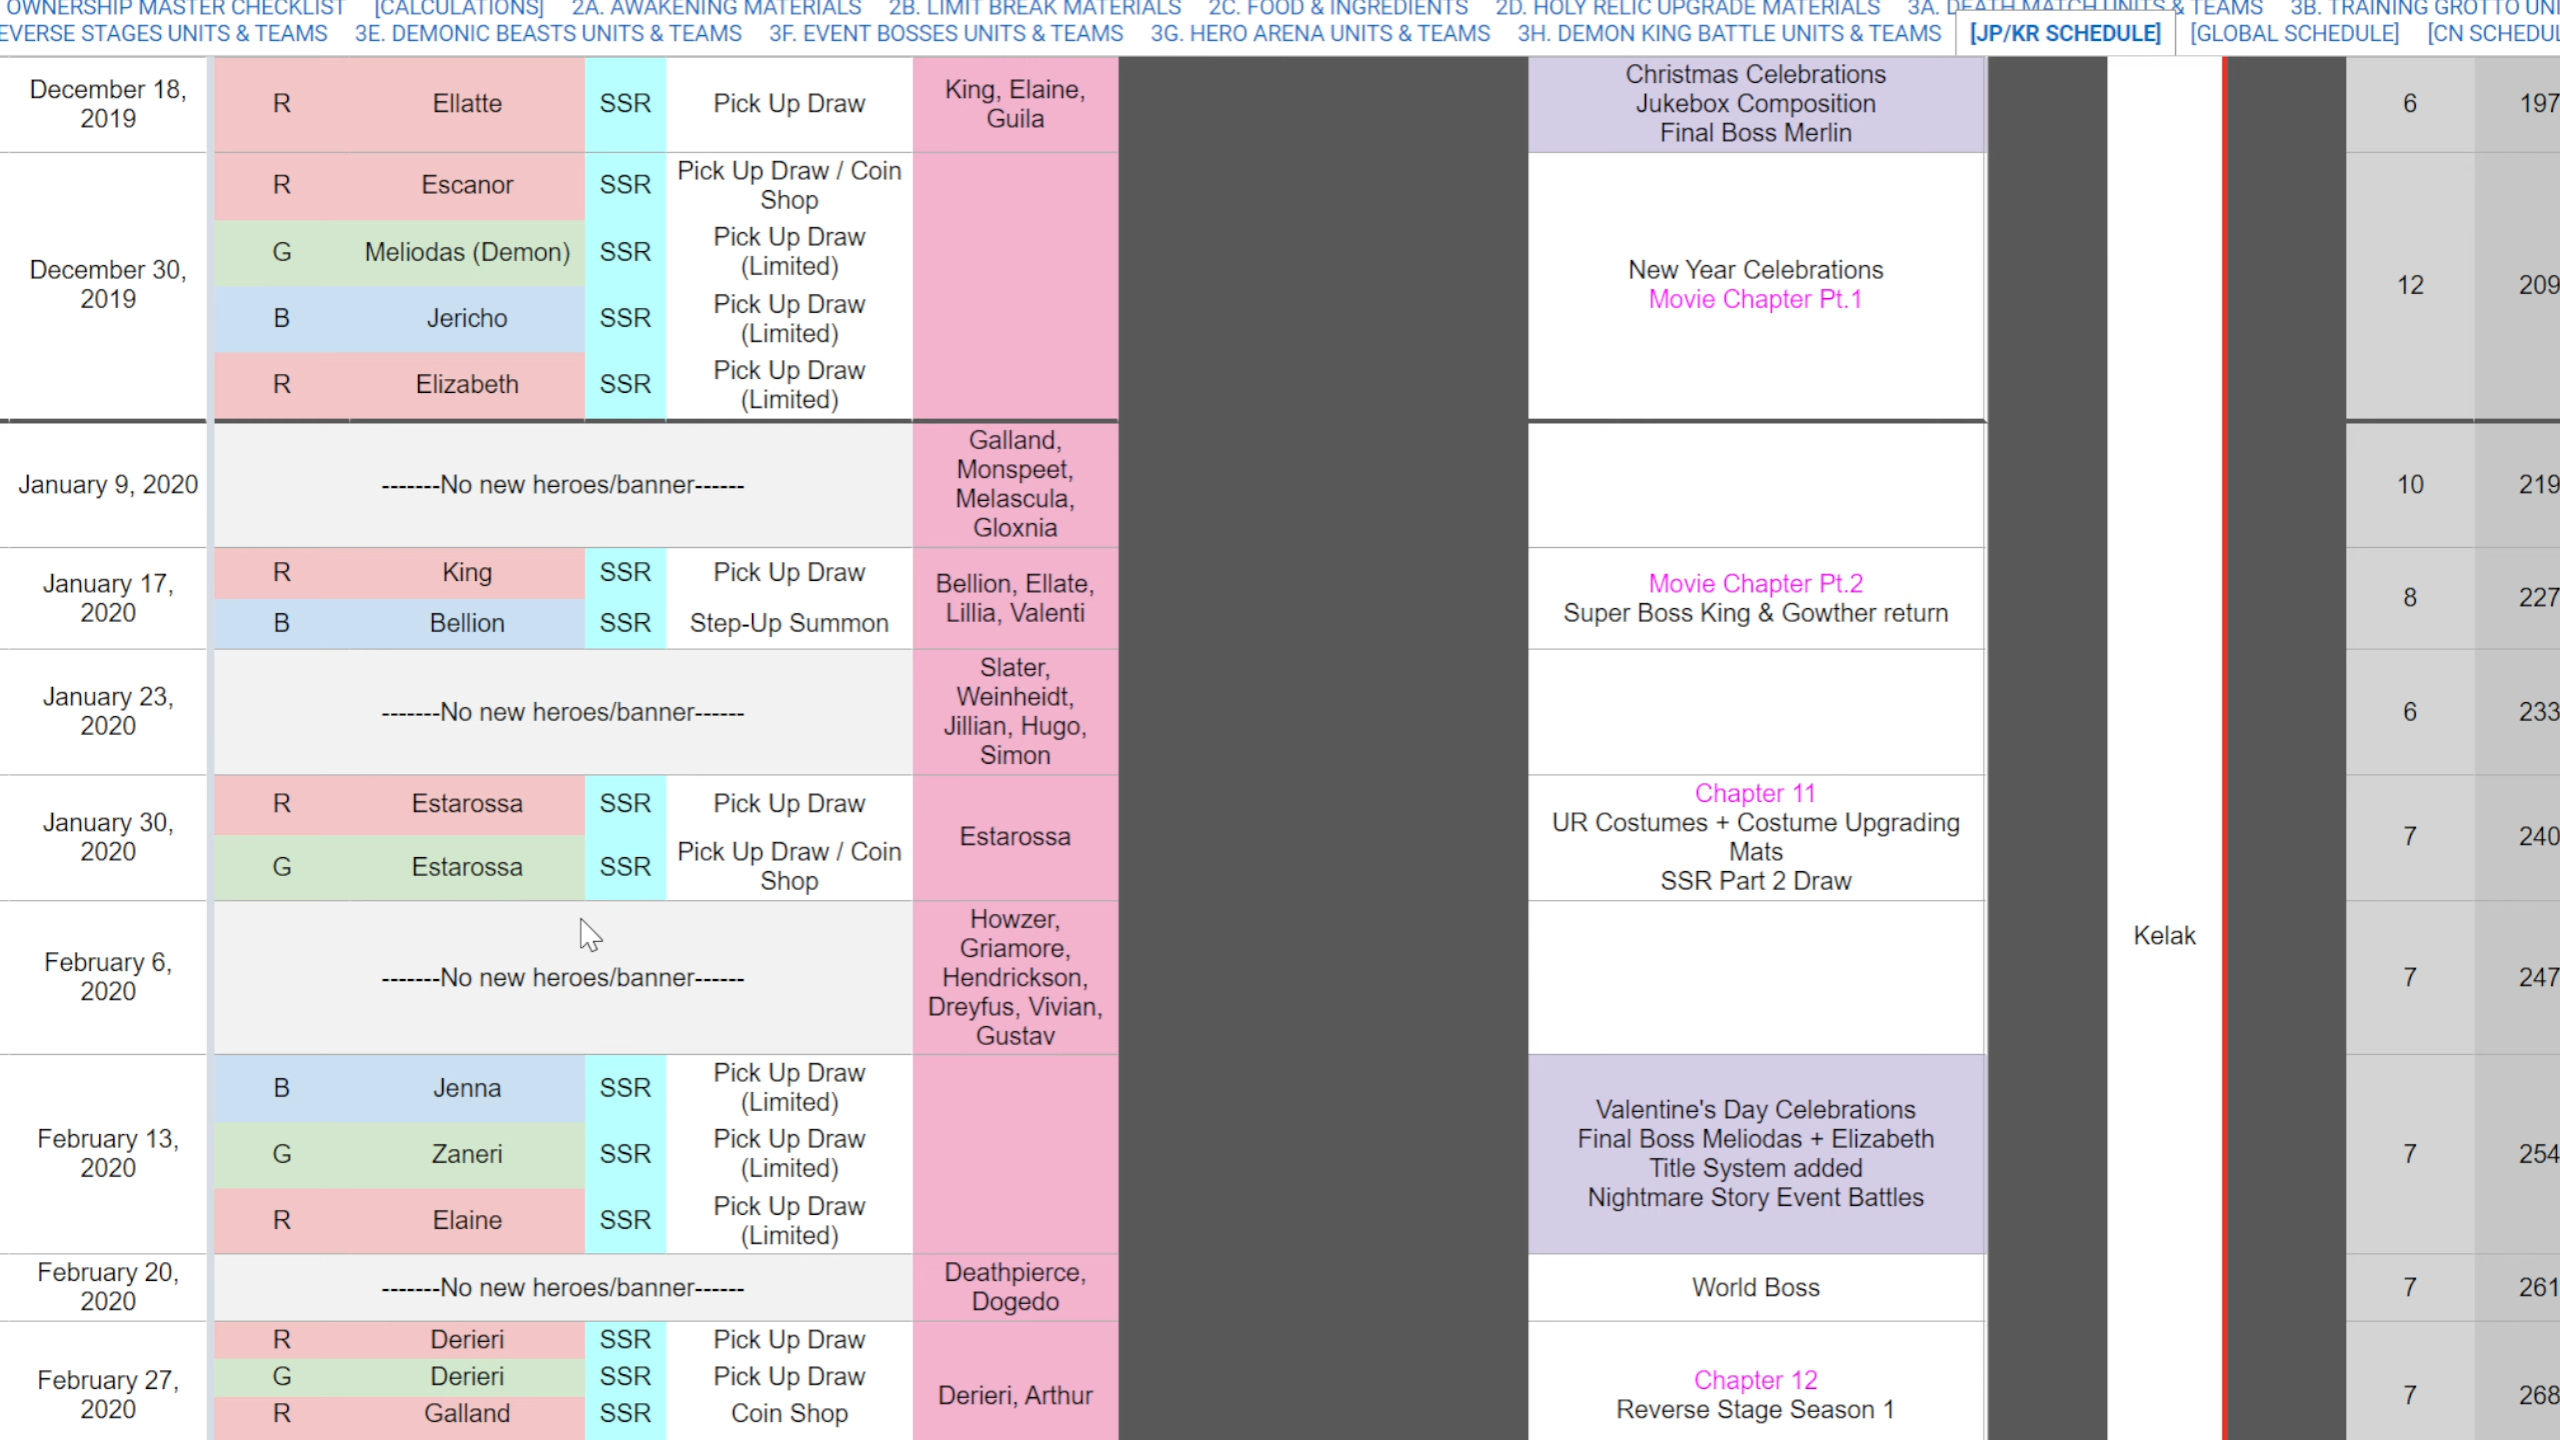 OWNERSHIP MASTER CHECKLIST [CALCULATIONS] 2A. AWAKENING MATERIALS 2B. LIMIT BREAK MATERIALS 2C. FOOD & INGREDIENTS 2D. HOLY RELIC UPGRADE MATERIALS 3A. DEATH MATCH UNITS & TEAMS 3B. TRAINING GROTTO UNI
EVERSE STAGES UNITS & TEAMS 3E. DEMONIC BEASTS UNITS & TEAMS 3F. EVENT BOSSES UNITS & TEAMS 3G. HERO ARENA UNITS & TEAMS 3H. DEMON KING BATTLE UNITS & TEAMS [JP/KR SCHEDULE] [GLOBAL SCHEDULE] [CN SCHEDUL
December 18,
2019
R Ellatte SSR Pick Up Draw
King, Elaine,
Guila
Christmas Celebrations
Jukebox Composition
Final Boss Merlin
6 197
December 30,
2019
R Escanor SSR Pick Up Draw / Coin
Shop
G Meliodas (Demon) SSR Pick Up Draw
(Limited)
B Jericho SSR Pick Up Draw
(Limited)
R Elizabeth SSR Pick Up Draw
(Limited)
New Year Celebrations
Movie Chapter Pt.1
12 209
January 9, 2020
-------No new heroes/banner------
Galland,
Monspeet,
Melascula,
Gloxnia
10 219
January 17,
2020
R King SSR Pick Up Draw
B Bellion SSR Step-Up Summon
Bellion, Ellate,
Lillia, Valenti
Movie Chapter Pt.2
Super Boss King & Gowther return
8 227
January 23,
2020
-------No new heroes/banner------
Slater,
Weinheidt,
Jillian, Hugo,
Simon
6 233
January 30,
2020
R Estarossa SSR Pick Up Draw
G Estarossa SSR Pick Up Draw / Coin
Shop
Estarossa
Chapter 11
UR Costumes + Costume Upgrading
Mats
SSR Part 2 Draw
7 240
February 6,
2020
-------No new heroes/banner------
Howzer,
Griamore,
Hendrickson,
Dreyfus, Vivian,
Gustav
Kelak
7 247
February 13,
2020
B Jenna SSR Pick Up Draw
(Limited)
G Zaneri SSR Pick Up Draw
(Limited)
R Elaine SSR Pick Up Draw
(Limited)
Valentine's Day Celebrations
Final Boss Meliodas + Elizabeth
Title System added
Nightmare Story Event Battles
7 254
February 20,
2020
-------No new heroes/banner------
Deathpierce,
Dogedo
World Boss
7 261
February 27,
2020
R Derieri SSR Pick Up Draw
G Derieri SSR Pick Up Draw
R Galland SSR Coin Shop
Derieri, Arthur
Chapter 12
Reverse Stage Season 1
7 268